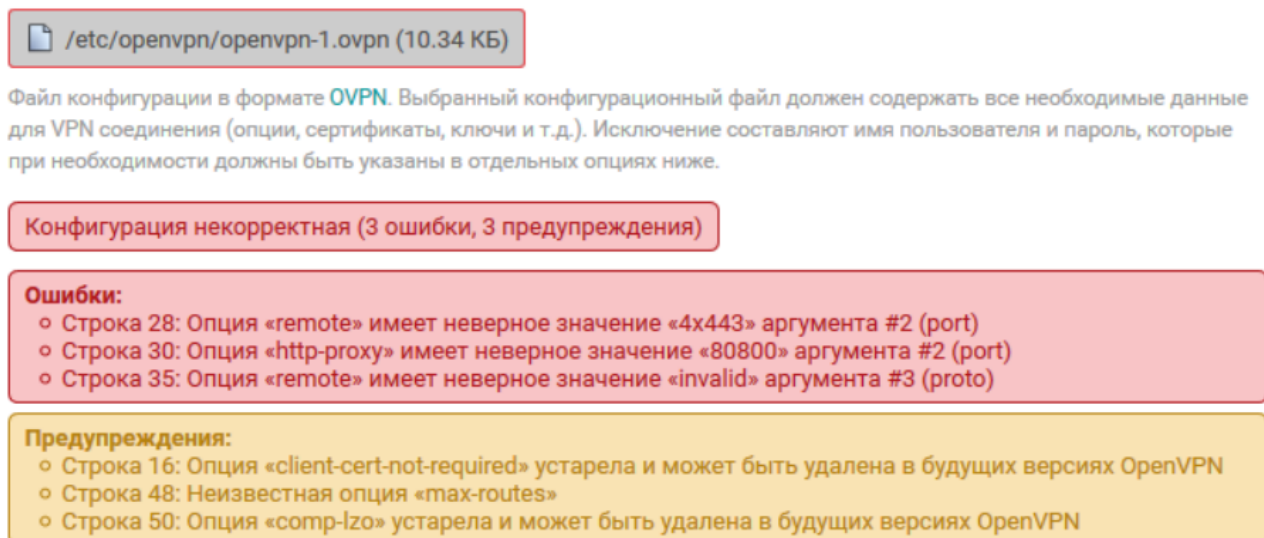 /etc/openvpn/openvpn-1.ovpn (10.34 КБ)
Файл конфигурации в формате OVPN. Выбранный конфигурационный файл должен содержать все необходимые данные
для VPN соединения (опции, сертификаты, ключи и т.д.). Исключение составляют имя пользователя и пароль, которые
при необходимости должны быть указаны в отдельных опциях ниже.
Конфигурация некорректная (3 ошибки, 3 предупреждения)
Ошибки:
Строка 28: Опция «remote» имеет неверное значение «4x443» аргумента #2 (port)
Строка 30: Опция «http-proxy» имеет неверное значение «80800» аргумента #2 (port)
Строка 35: Опция «remote» имеет неверное значение «invalid» аргумента #3 (proto)
Предупреждения:
Строка 16: Опция «client-cert-not-required» устарела и может быть удалена в будущих версиях OpenVPN
Строка 48: Неизвестная опция «max-routes»
Строка 50: Опция «comp-lzo» устарела и может быть удалена в будущих версиях OpenVPN